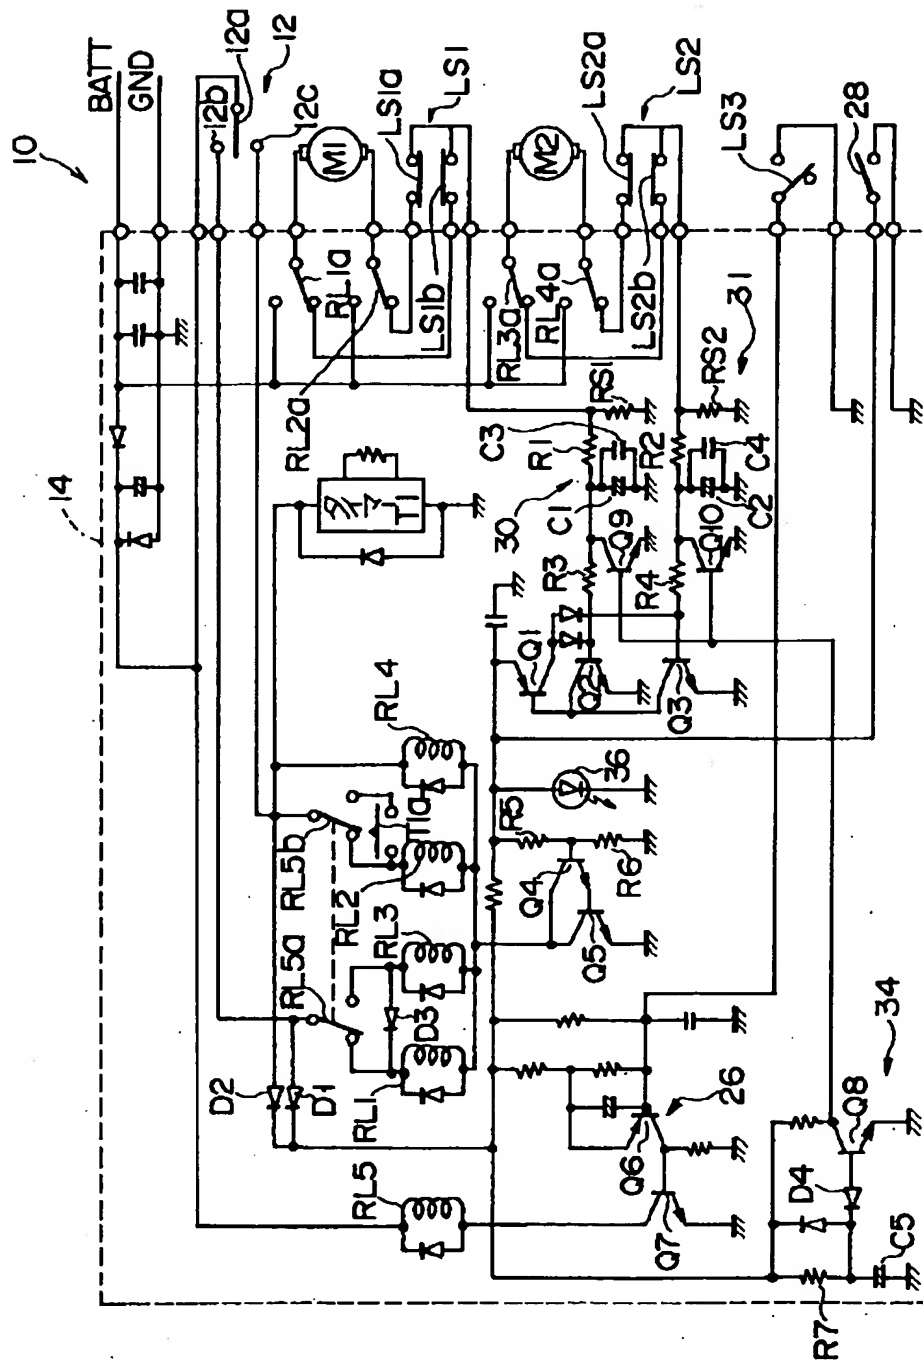 10
BATT
GND
12b
12a
12
12c
14
M1
LS1a
LS1
RL1a
LS1b
RL2a
M2
LS2a
LS2
RL3a
RL4a
LS2b
LS3
28
31
RS1
RS2
C3
R1
R2
C4
30
C1
C2
Q9
Q10
R3
R4
T1
Q1
Q2
Q3
RL4
36
R5
R6
Q4
Q5
T1a
RL5b
RL2
RL3
RL5a
D3
D2
D1
RL1
RL5
26
Q6
Q7
34
Q8
D4
C5
R7